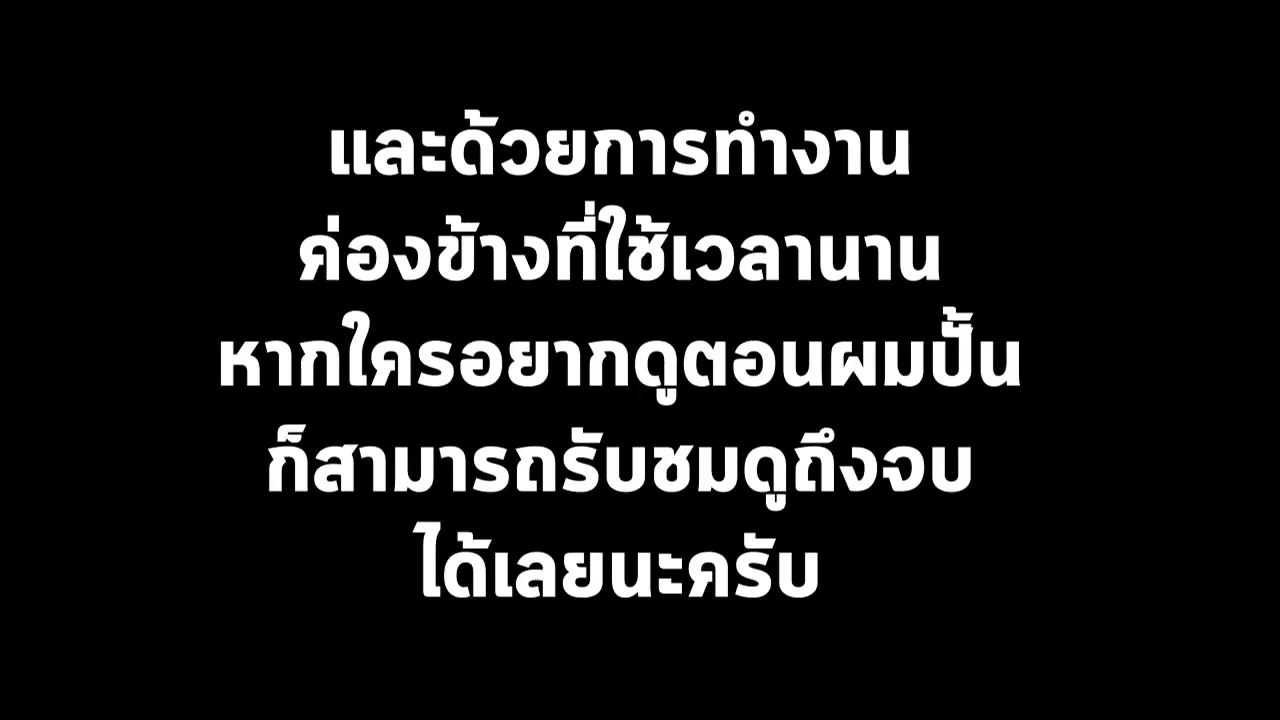 และด้วยการทำงาน
ค่องข้างที่ใช้เวลานาน
หากใครอยากดูตอนผมปั้น
ก็สามารถรับชมดูถึงจบ
ได้เลยนะครับ